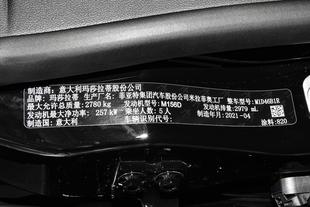 制造商：意大利玛莎拉蒂股份公司
品牌：玛莎拉蒂 菲亚特集团汽车股份公司米拉菲奥工厂 整车型号：M1D46B1R
最大允许总质量：2780 kg 发动机型号：M156D 发动机排量：2979 mL
发动机最大净功率：257 kW 乘坐人数：5人 制造年月：2021-04
制造国：意大利 车辆识别代号： 涂料：820